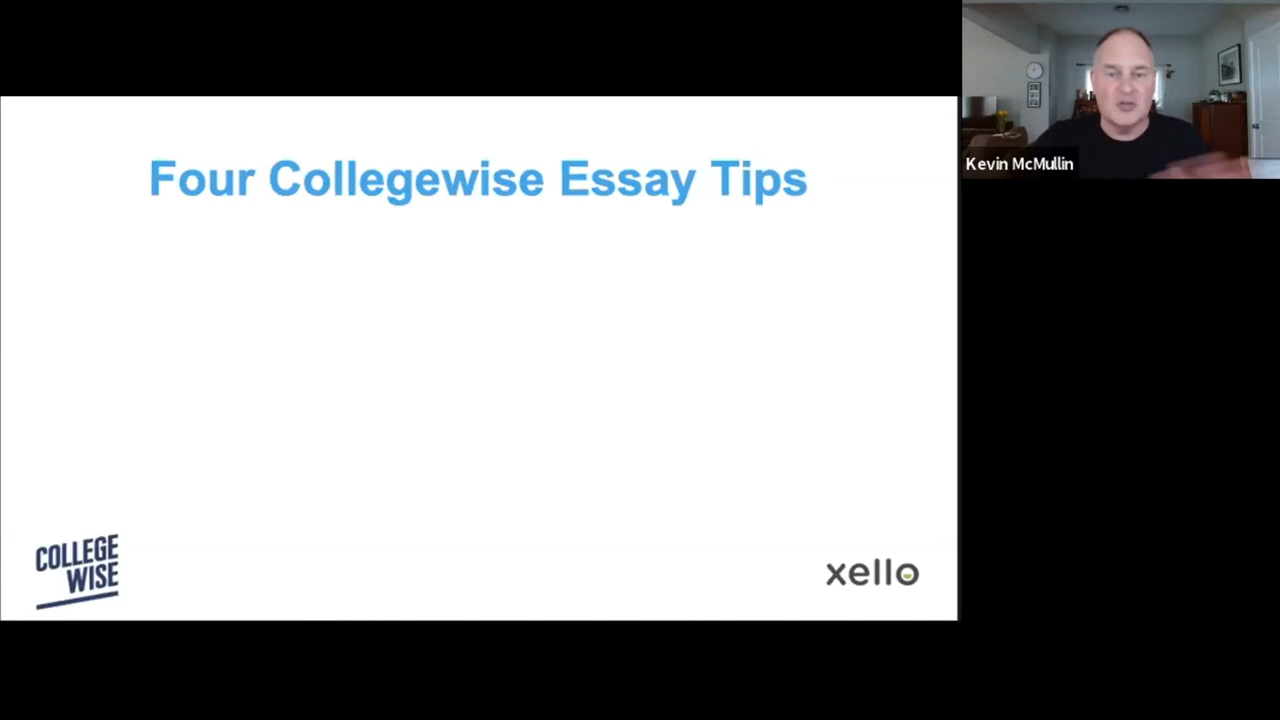 Four Collegewise Essay Tips
Kevin McMullin
COLLEGE
WISE
xello